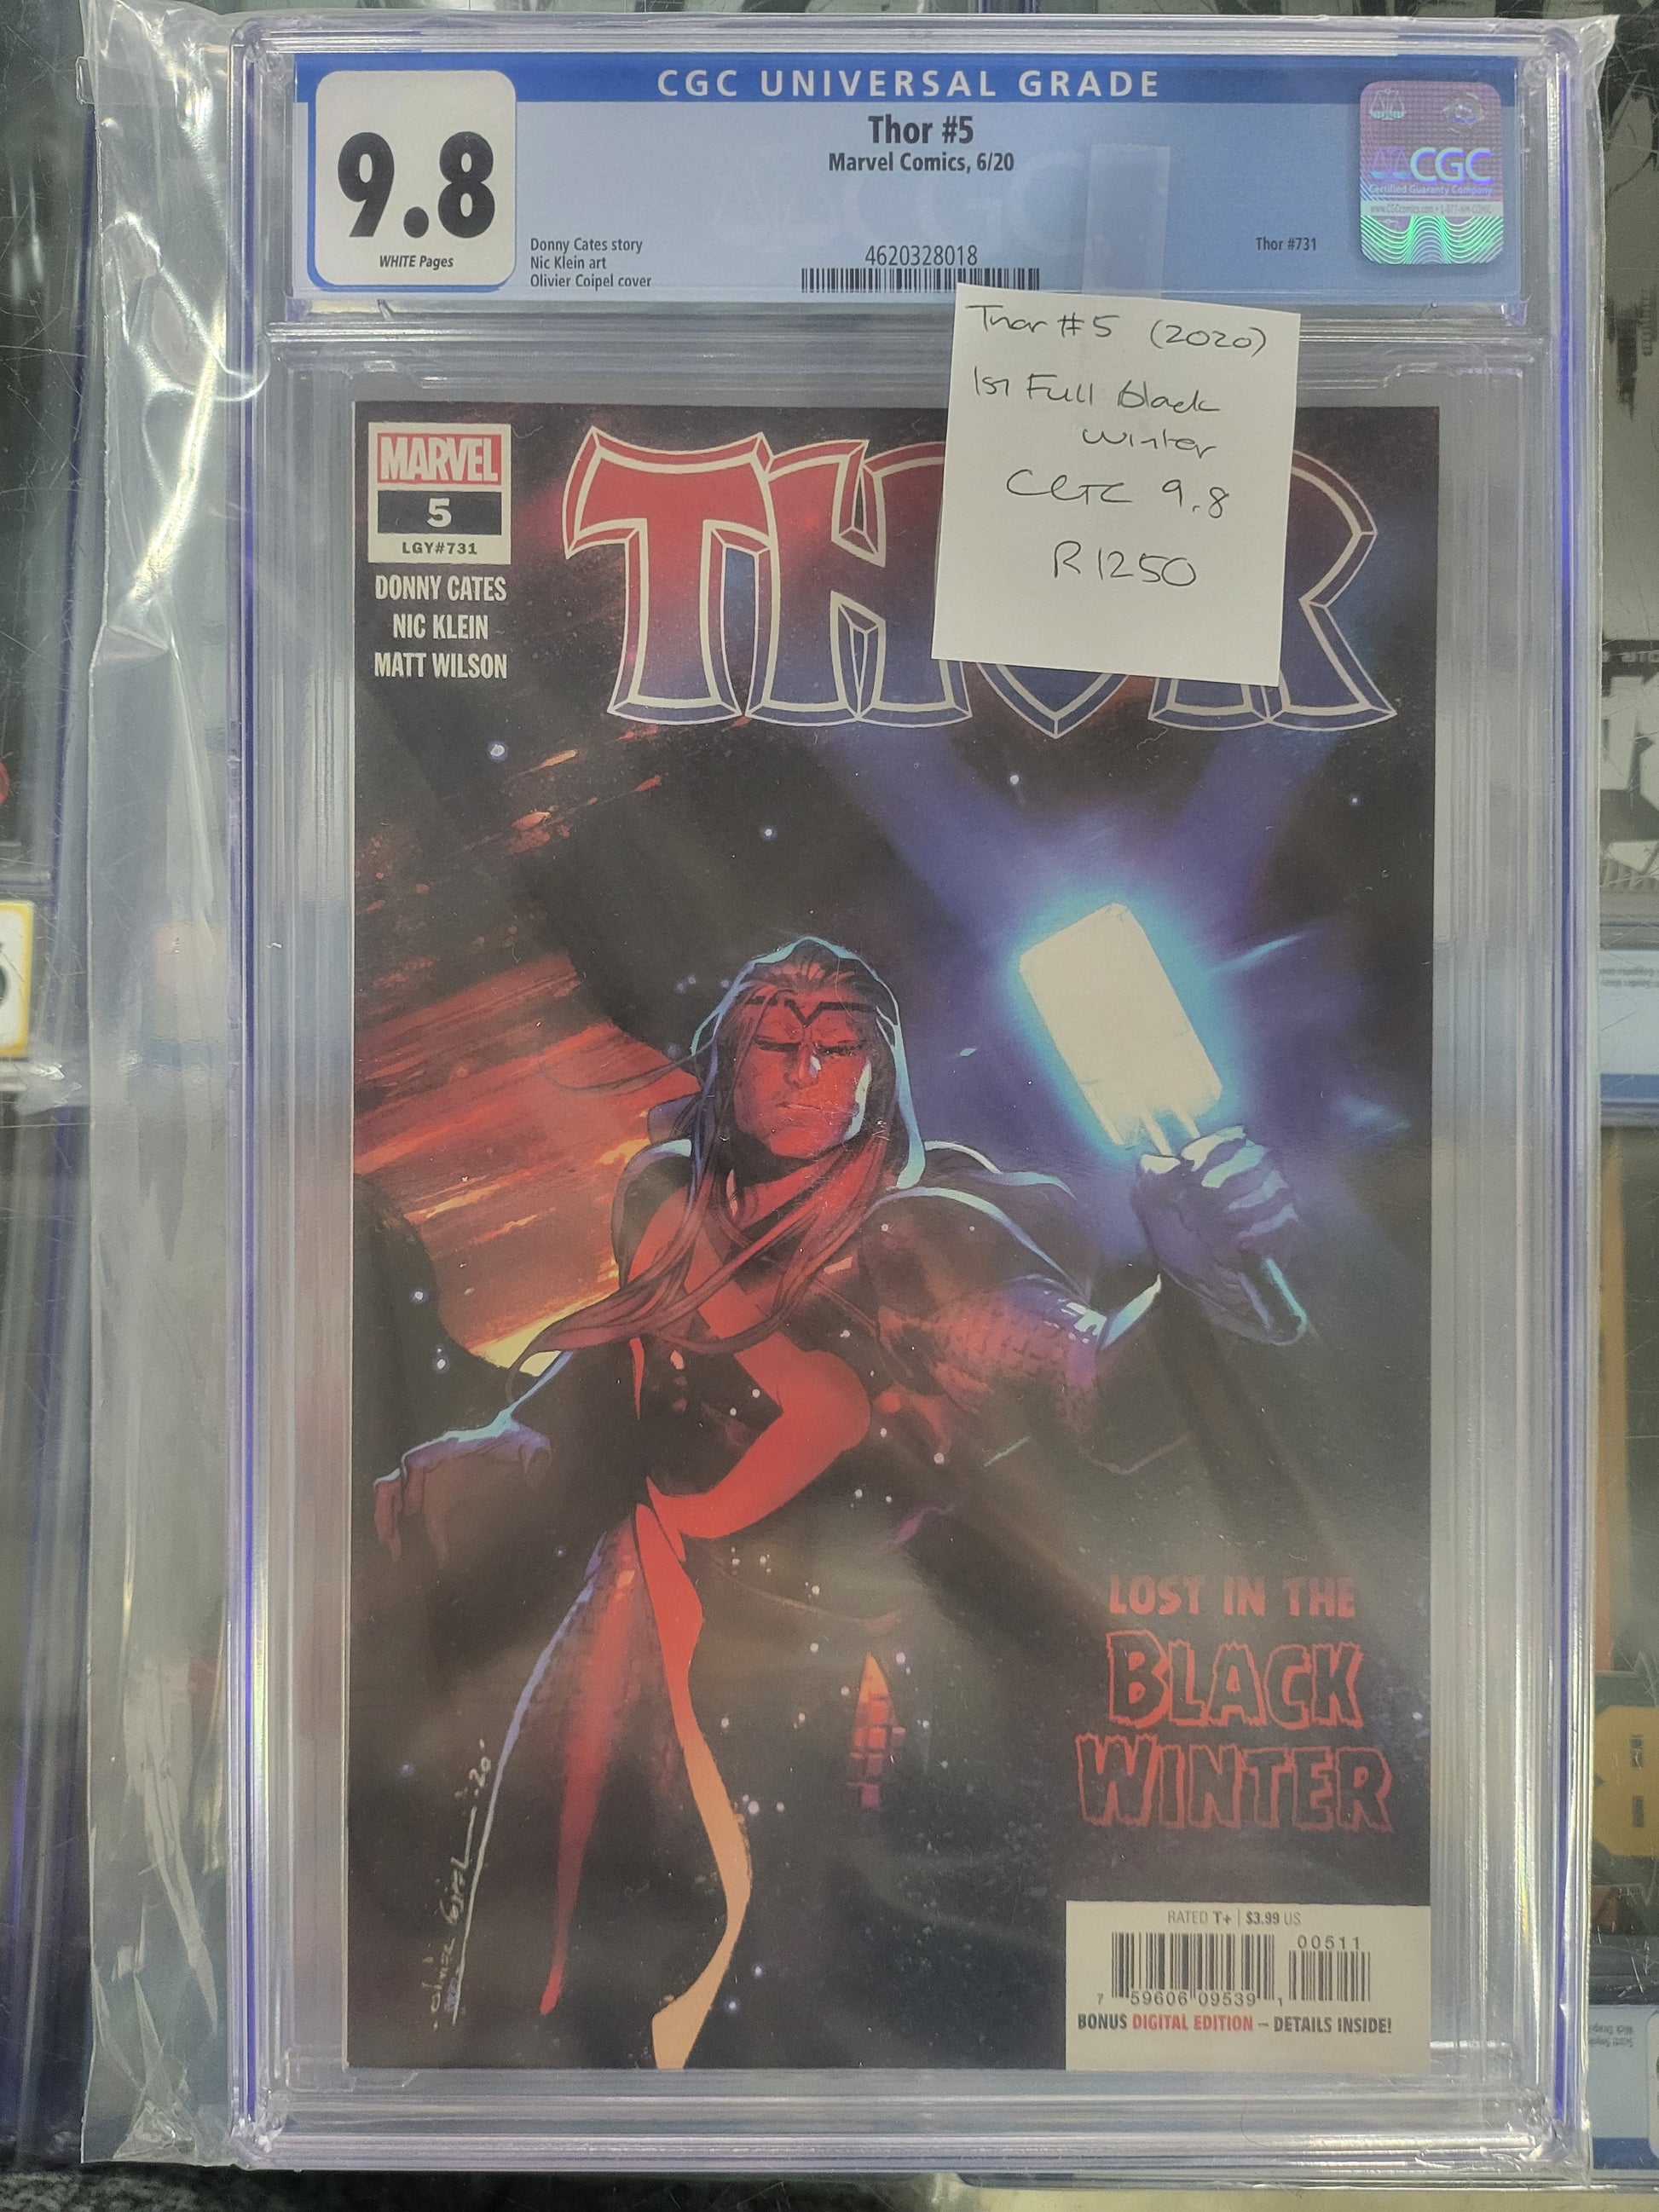 CGC UNIVERSAL GRADE
9.8
WHITE Pages
Thor #5
Marvel Comics, 6/20
Donny Cates story
Nic Klein art
Olivier Coipel cover
4620328018
Thor #731
CGC
Certified Guaranty Company
Thor #5 (2020)
1st Full Black
Winter
CGC 9.8
R1250
MARVEL
5
LGY#731
DONNY CATES
NIC KLEIN
MATT WILSON
THOR
LOST IN THE
BLACK
WINTER
RATED T+ | $3.99 US
00511
7 59606 09539 1
BONUS DIGITAL EDITION – DETAILS INSIDE!